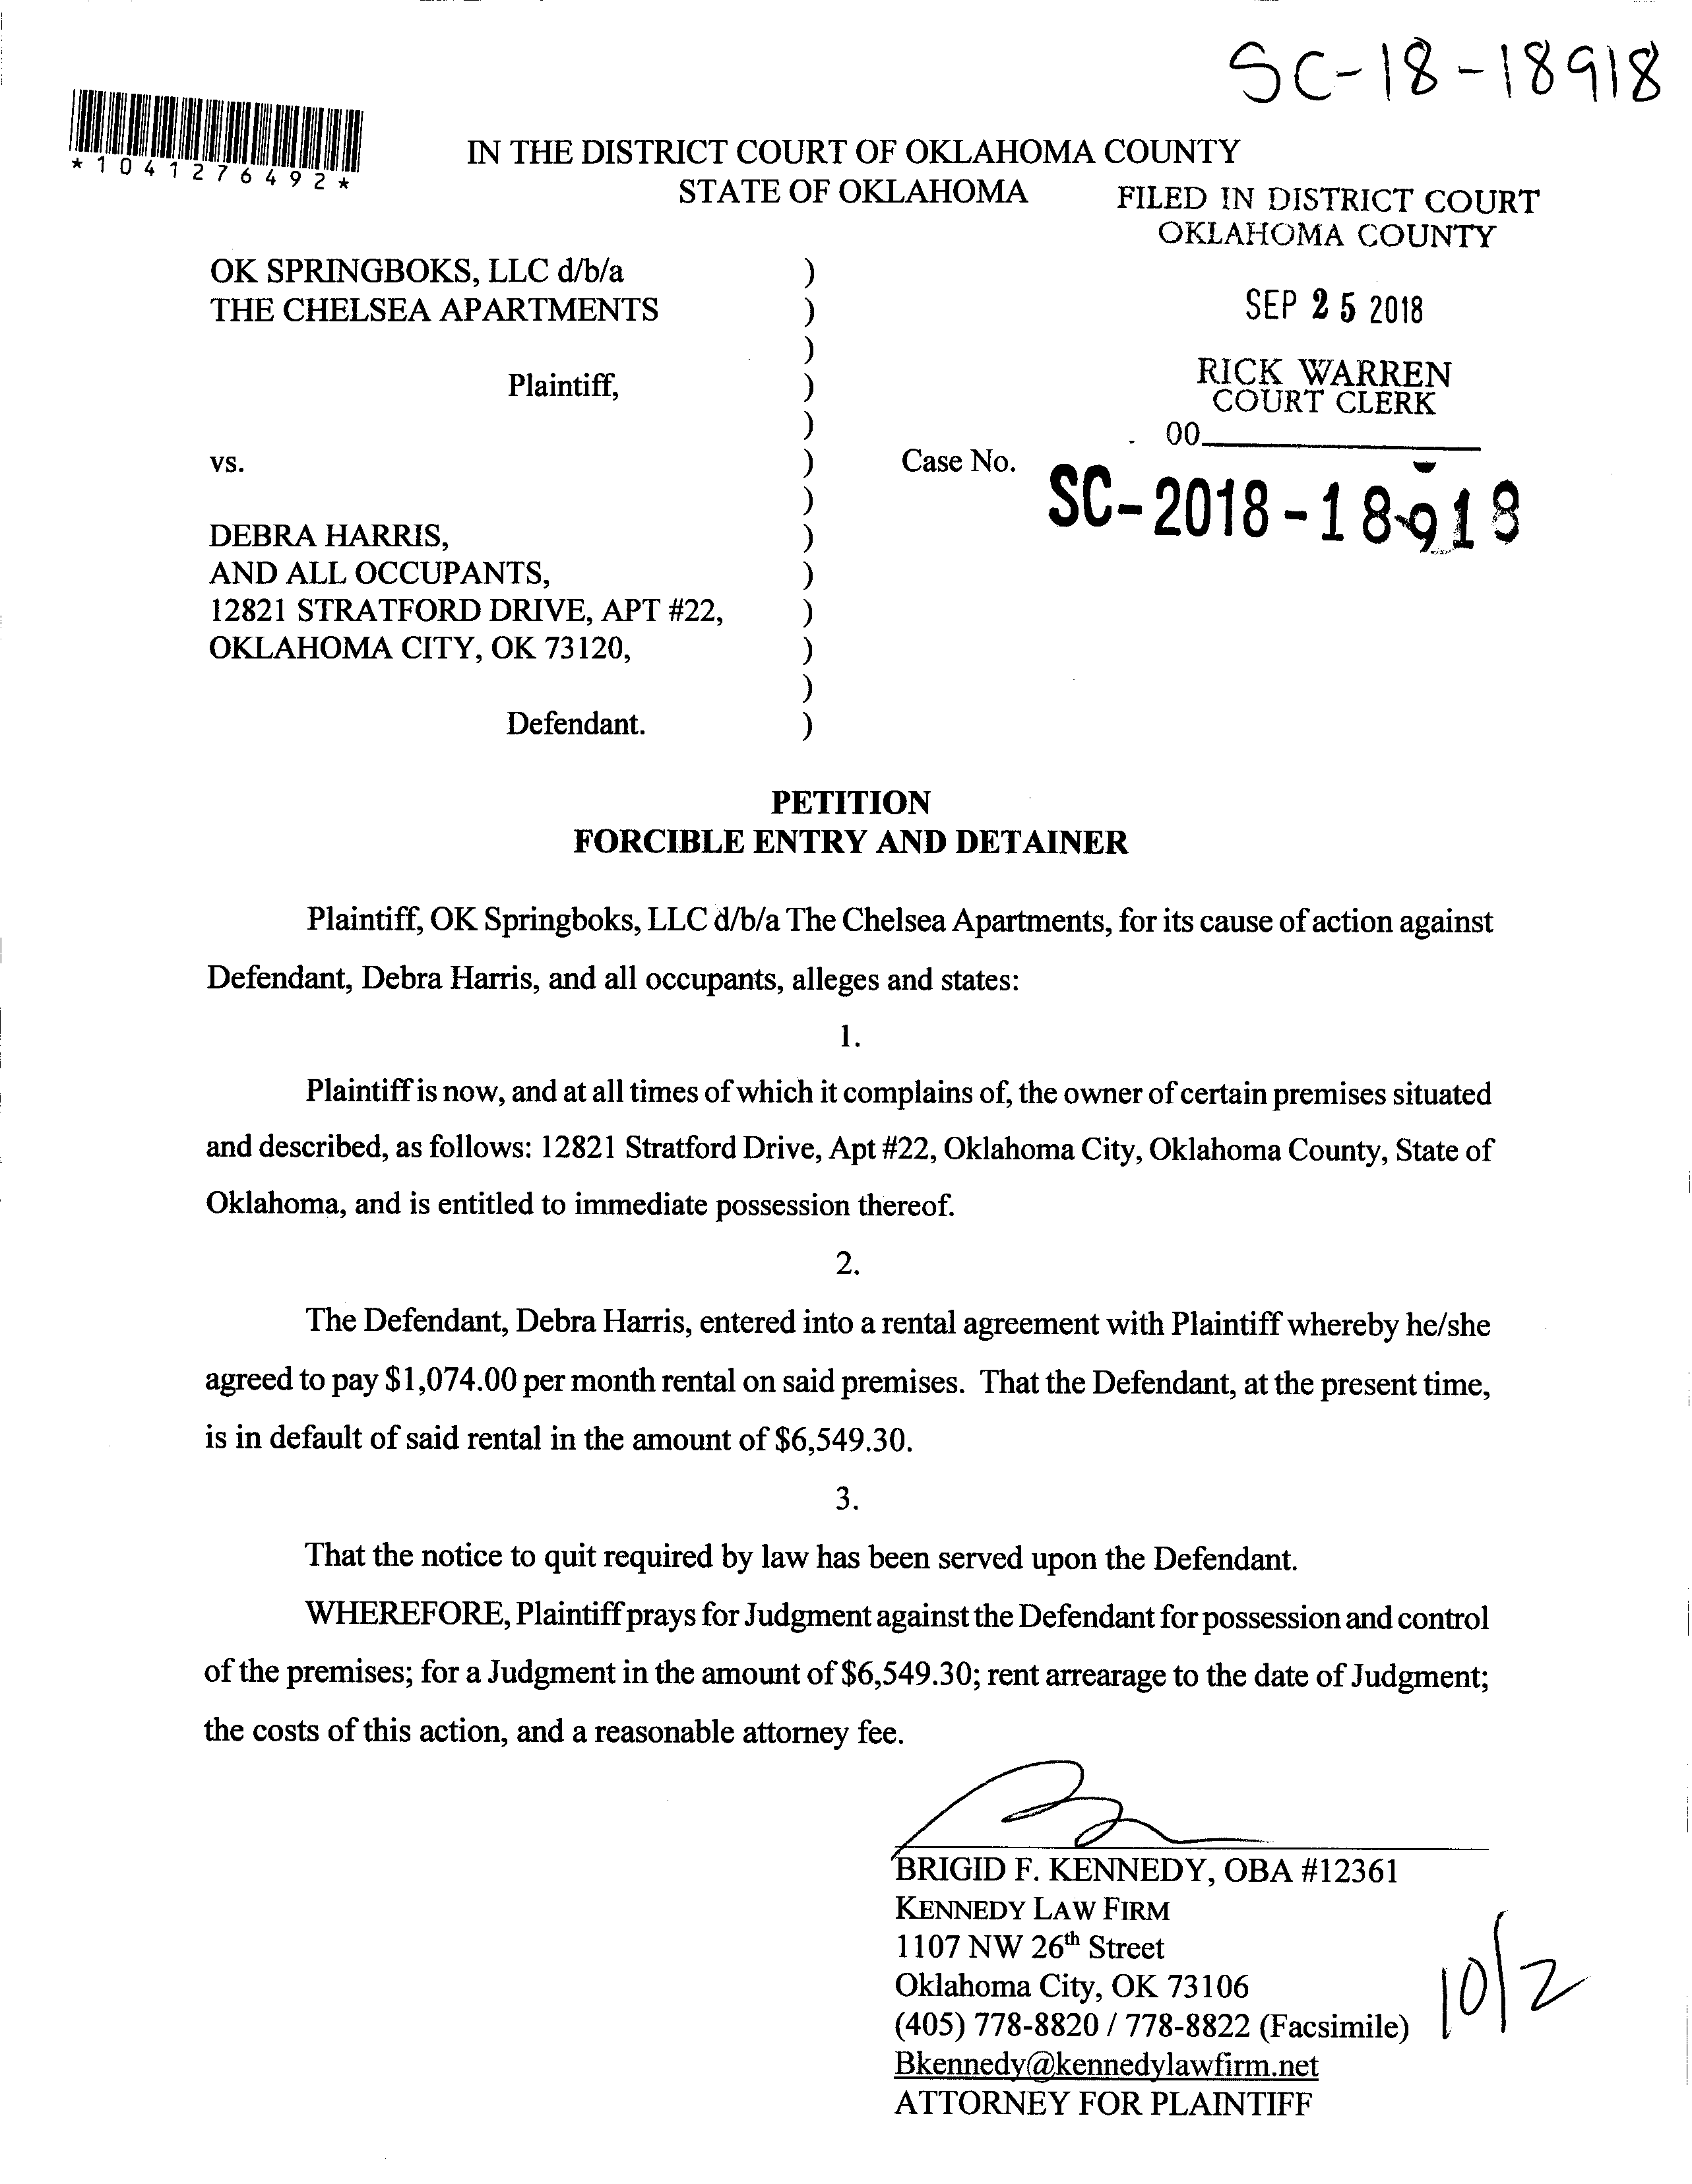 SC-18-18918
*1041276492*
IN THE DISTRICT COURT OF OKLAHOMA COUNTY
STATE OF OKLAHOMA
FILED IN DISTRICT COURT
OKLAHOMA COUNTY
OK SPRINGBOKS, LLC d/b/a )
THE CHELSEA APARTMENTS )
SEP 25 2018
)
RICK WARREN
Plaintiff, )
COURT CLERK
)
00
vs. )
Case No.
SC-2018-18918
)
DEBRA HARRIS, )
AND ALL OCCUPANTS, )
12821 STRATFORD DRIVE, APT #22, )
OKLAHOMA CITY, OK 73120, )
)
Defendant. )
PETITION
FORCIBLE ENTRY AND DETAINER
Plaintiff, OK Springboks, LLC d/b/a The Chelsea Apartments, for its cause of action against
Defendant, Debra Harris, and all occupants, alleges and states:
1.
Plaintiff is now, and at all times of which it complains of, the owner of certain premises situated
and described, as follows: 12821 Stratford Drive, Apt #22, Oklahoma City, Oklahoma County, State of
Oklahoma, and is entitled to immediate possession thereof.
2.
The Defendant, Debra Harris, entered into a rental agreement with Plaintiff whereby he/she
agreed to pay $1,074.00 per month rental on said premises. That the Defendant, at the present time,
is in default of said rental in the amount of $6,549.30.
3.
That the notice to quit required by law has been served upon the Defendant.
WHEREFORE, Plaintiff prays for Judgment against the Defendant for possession and control
of the premises; for a Judgment in the amount of $6,549.30; rent arrearage to the date of Judgment;
the costs of this action, and a reasonable attorney fee.
BRIGID F. KENNEDY, OBA #12361
KENNEDY LAW FIRM
1107 NW 26th Street
Oklahoma City, OK 73106
(405) 778-8820 / 778-8822 (Facsimile)
10/2
Bkennedy@kennedylawfirm.net
ATTORNEY FOR PLAINTIFF